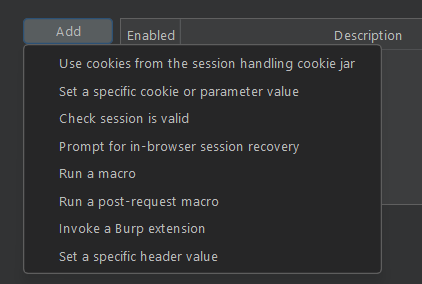 Add
Enabled
Description
Use cookies from the session handling cookie jar
Set a specific cookie or parameter value
Check session is valid
Prompt for in-browser session recovery
Run a macro
Run a post-request macro
Invoke a Burp extension
Set a specific header value